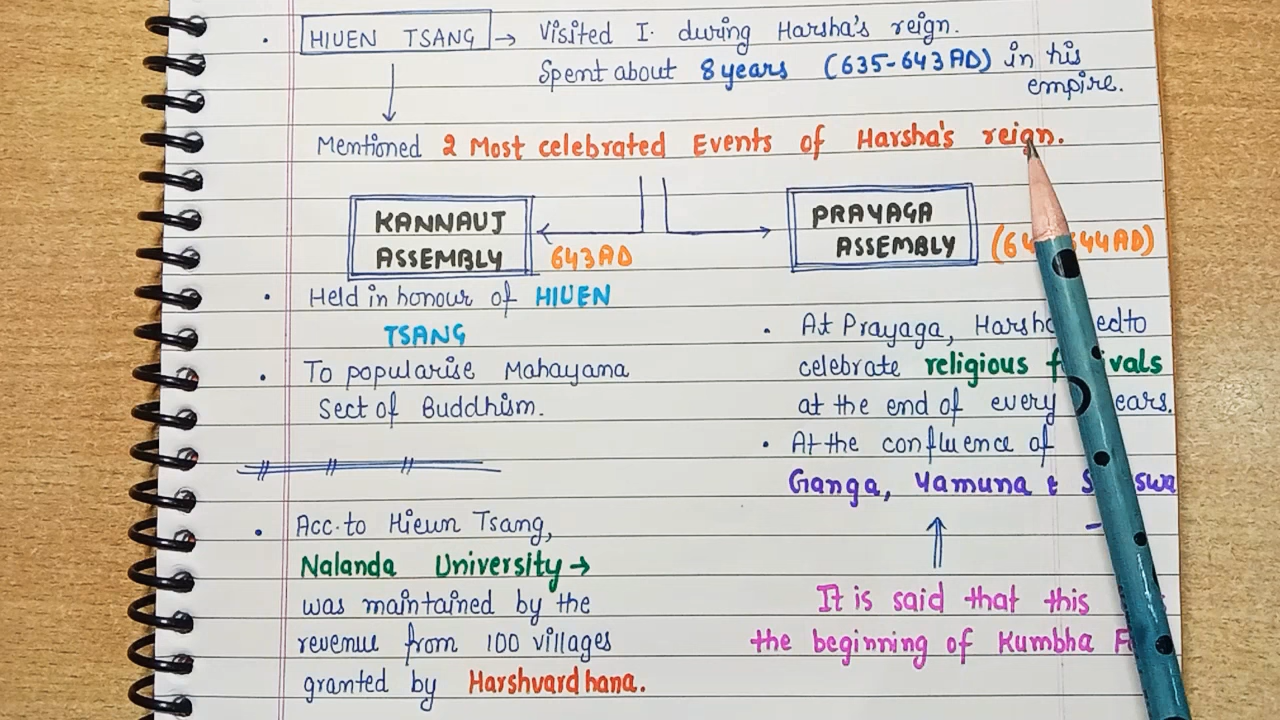 HIUEN TSANG → Visited I. during Harsha's reign.
Spent about 8 years (635-643AD) in his
empire.
Mentioned 2 Most celebrated Events of Harsha's reign.
KANNAUJ
ASSEMBLY
643AD
• Held in honour of HIUEN
TSANG
• To popularise Mahayana
Sect of Buddhism.
PRAYAGA
ASSEMBLY
644AD)
• At Prayaga,
celebrate religious
at the end of every
• At the confluence of
Ganga, Yamuna &
It is said that this
the beginning of Kumbha
• Acc. to Hieun Tsang,
Nalanda University →
was maintained by the
revenue from 100 villages
granted by Harshvardhana.